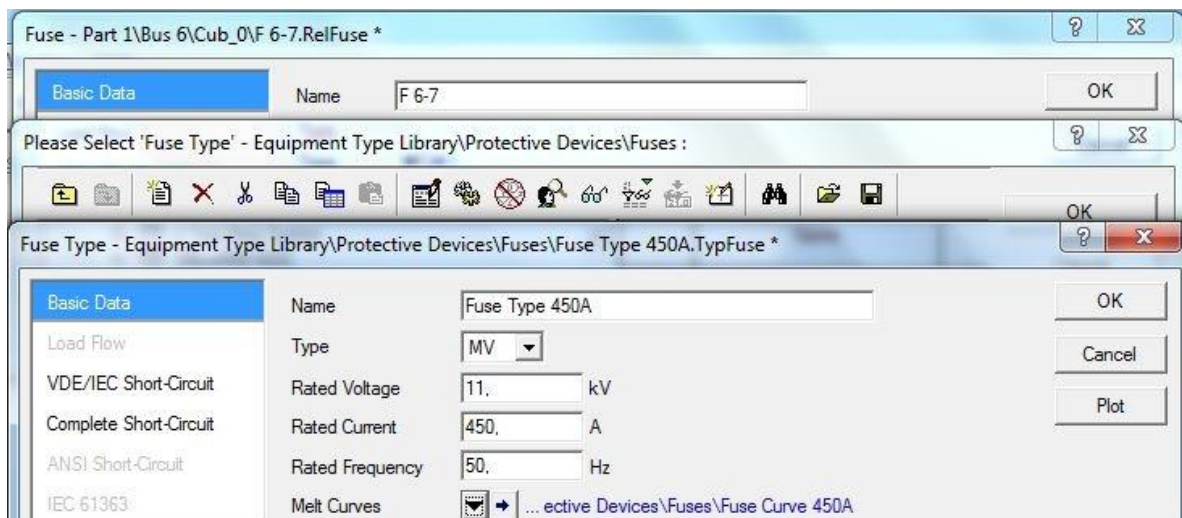 Fuse - Part 1\Bus 6\Cub_0\F 6-7.RelFuse *
Basic Data
Name F 6-7
OK
Please Select 'Fuse Type' - Equipment Type Library\Protective Devices\Fuses :
OK
Fuse Type - Equipment Type Library\Protective Devices\Fuses\Fuse Type 450A.TypFuse *
Basic Data
Name Fuse Type 450A
OK
Load Flow
Type MV
Cancel
VDE/IEC Short-Circuit
Rated Voltage 11, kV
Plot
Complete Short-Circuit
Rated Current 450, A
ANSI Short-Circuit
Rated Frequency 50, Hz
IEC 61363
Melt Curves ... ective Devices\Fuses\Fuse Curve 450A